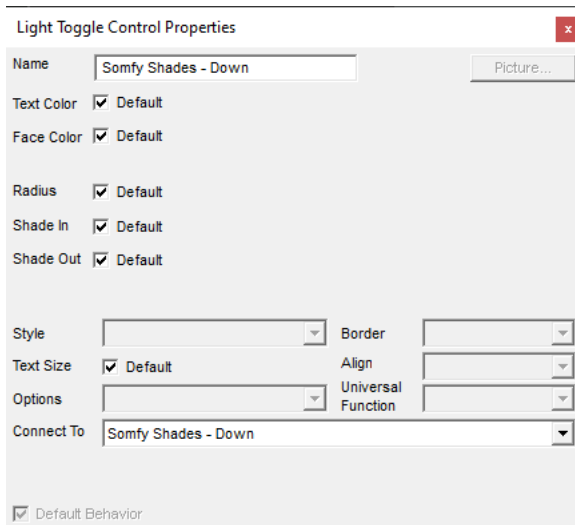 Light Toggle Control Properties x
Name Somfy Shades - Down Picture...
Text Color Default
Face Color Default
Radius Default
Shade In Default
Shade Out Default
Style Border
Text Size Default Align
Options Universal Function
Connect To Somfy Shades - Down
Default Behavior